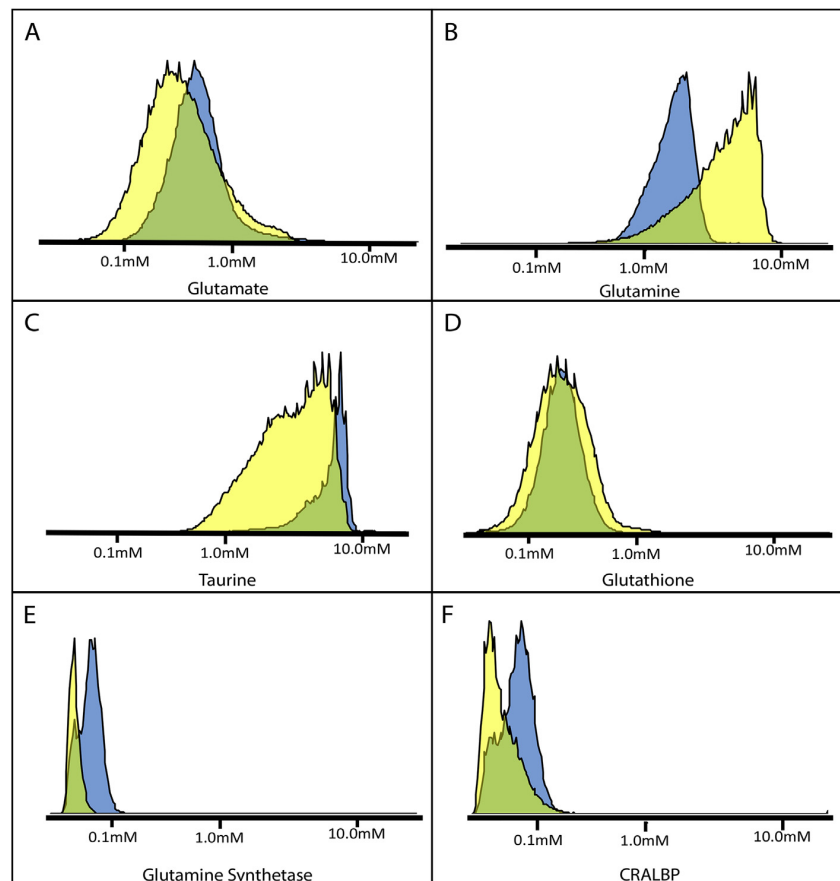 A
0.1mM 1.0mM 10.0mM
Glutamate
B
0.1mM 1.0mM 10.0mM
Glutamine
C
0.1mM 1.0mM 10.0mM
Taurine
D
0.1mM 1.0mM 10.0mM
Glutathione
E
0.1mM 1.0mM 10.0mM
Glutamine Synthetase
F
0.1mM 1.0mM 10.0mM
CRALBP